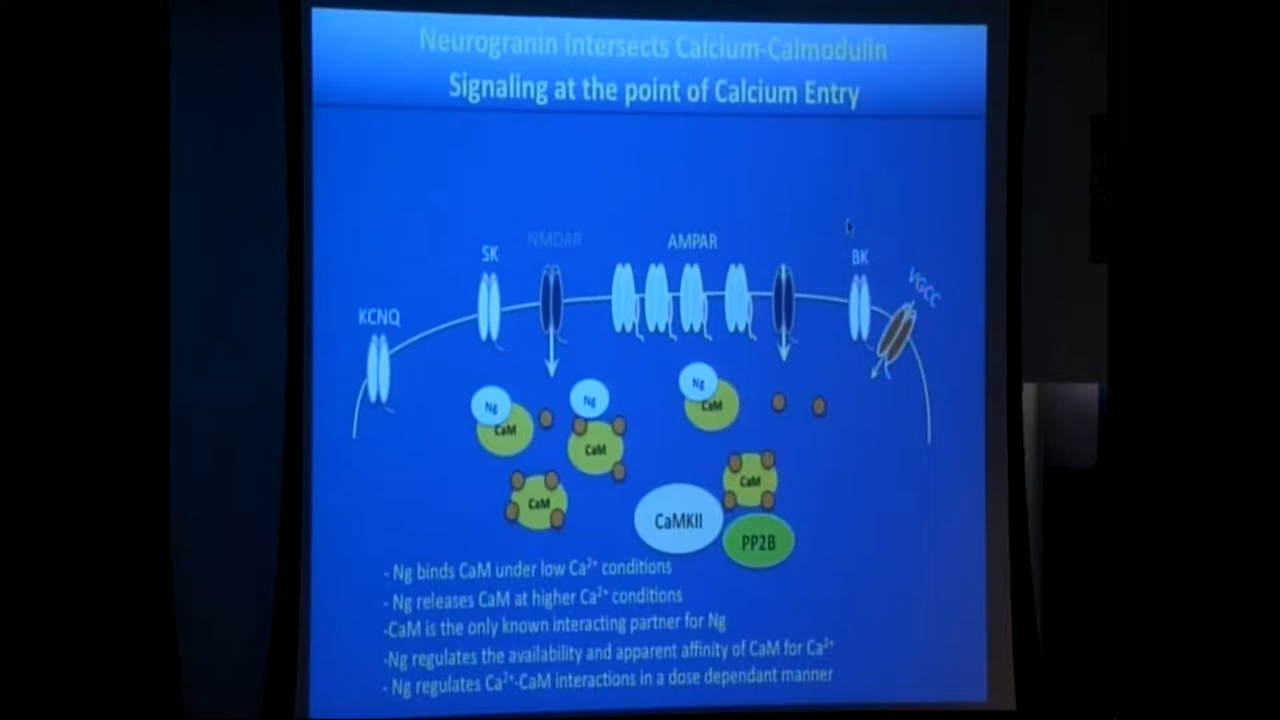 Neurogranin Intersects Calcium-Calmodulin
Signaling at the point of Calcium Entry
NMDAR
AMPAR
SK
BK
VGCC
KCNQ
Ng
Ng
Ng
CaM
CaM
CaM
CaM
CaM
CaMKII
PP2B
- Ng binds CaM under low Ca²⁺ conditions
- Ng releases CaM at higher Ca²⁺ conditions
-CaM is the only known interacting partner for Ng
-Ng regulates the availability and apparent affinity of CaM for Ca²⁺
- Ng regulates Ca²⁺-CaM interactions in a dose dependant manner